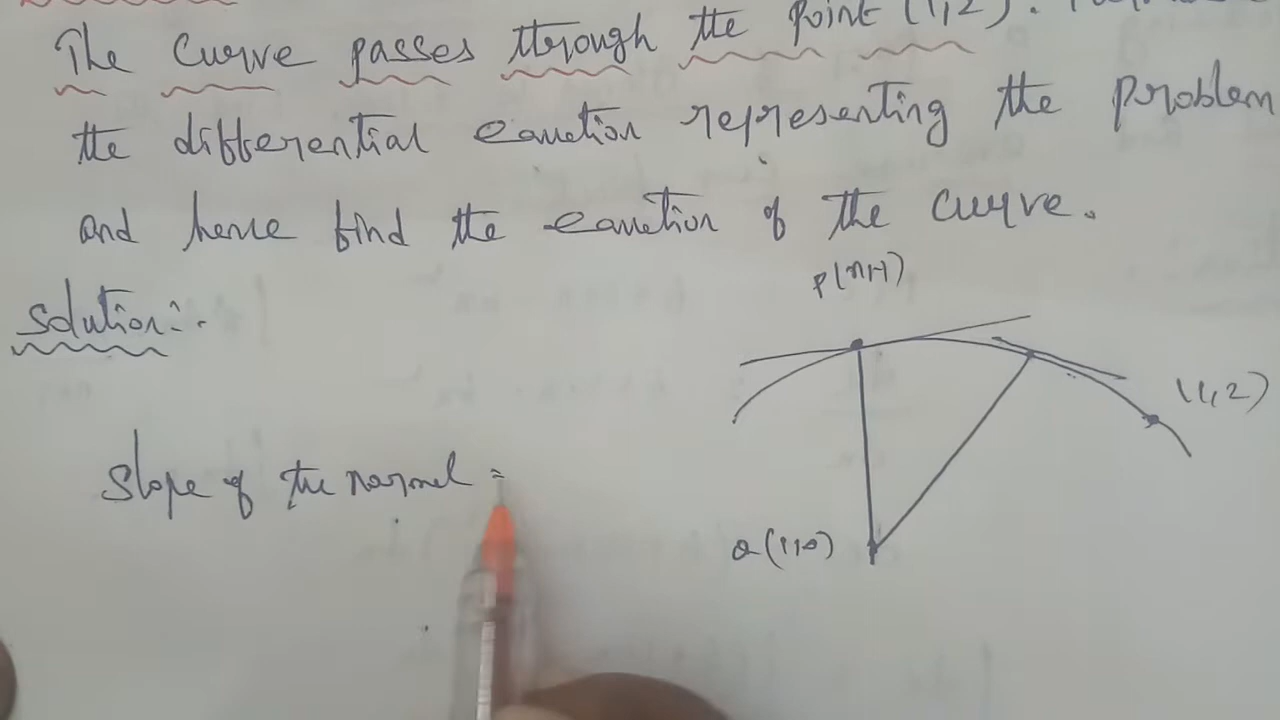 The curve passes through the point (1,2).
the differential equation representing the problem
and hence find the equation of the curve.
P(x,y)
Solution:-
(1,2)
Slope of the normal =
Q(1,0)